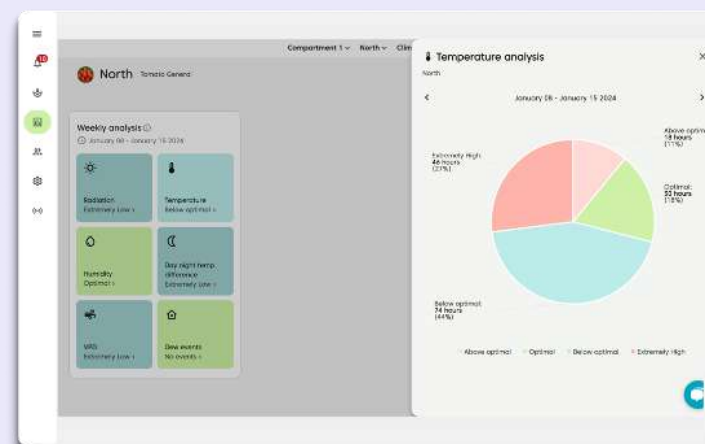 10
Compartment 1 North Clim
North Tomato General
Weekly analysis
January 08 - January 15 2024
Radiation
Extremely Low ›
Temperature
Below optimal ›
Humidity
Optimal ›
Day night temp.
difference
Extremely Low ›
VPD
Extremely Low ›
Dew events
No events ›
Temperature analysis
North
January 08 - January 15 2024
Above optim
18 hours
(11%)
Extremely High:
46 hours
(27%)
Optimal:
hours
(18%)
Below optimal:
74 hours
(44%)
Above optimal Optimal Below optimal Extremely High